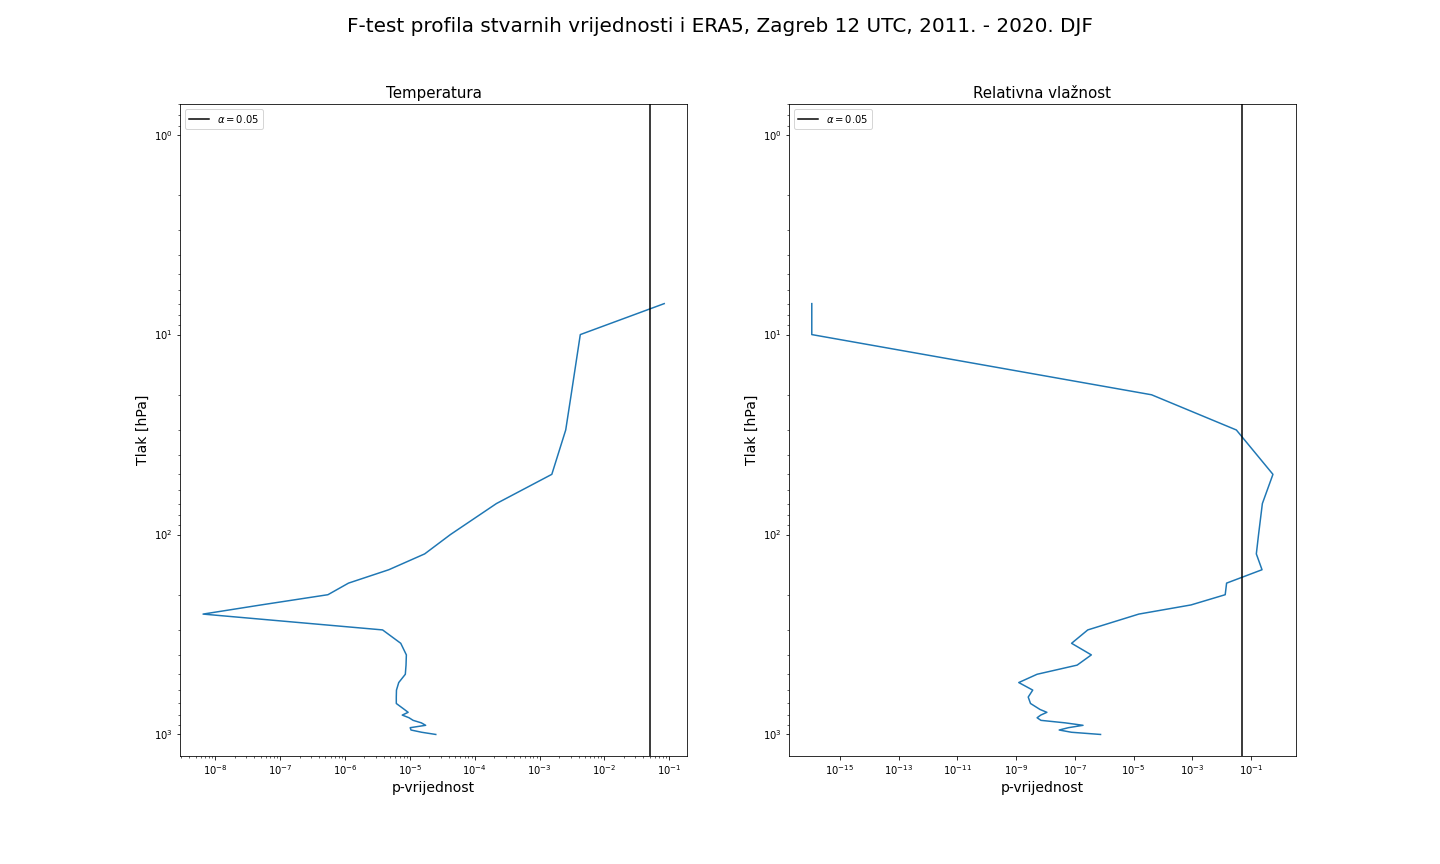 F-test profila stvarnih vrijednosti i ERA5, Zagreb 12 UTC, 2011. - 2020. DJF
Temperatura
α = 0.05
10⁰
10¹
10²
10³
Tlak [hPa]
10⁻⁸ 10⁻⁷ 10⁻⁶ 10⁻⁵ 10⁻⁴ 10⁻³ 10⁻² 10⁻¹
p-vrijednost
Relativna vlažnost
α = 0.05
10⁰
10¹
10²
10³
Tlak [hPa]
10⁻¹⁵ 10⁻¹³ 10⁻¹¹ 10⁻⁹ 10⁻⁷ 10⁻⁵ 10⁻³ 10⁻¹
p-vrijednost